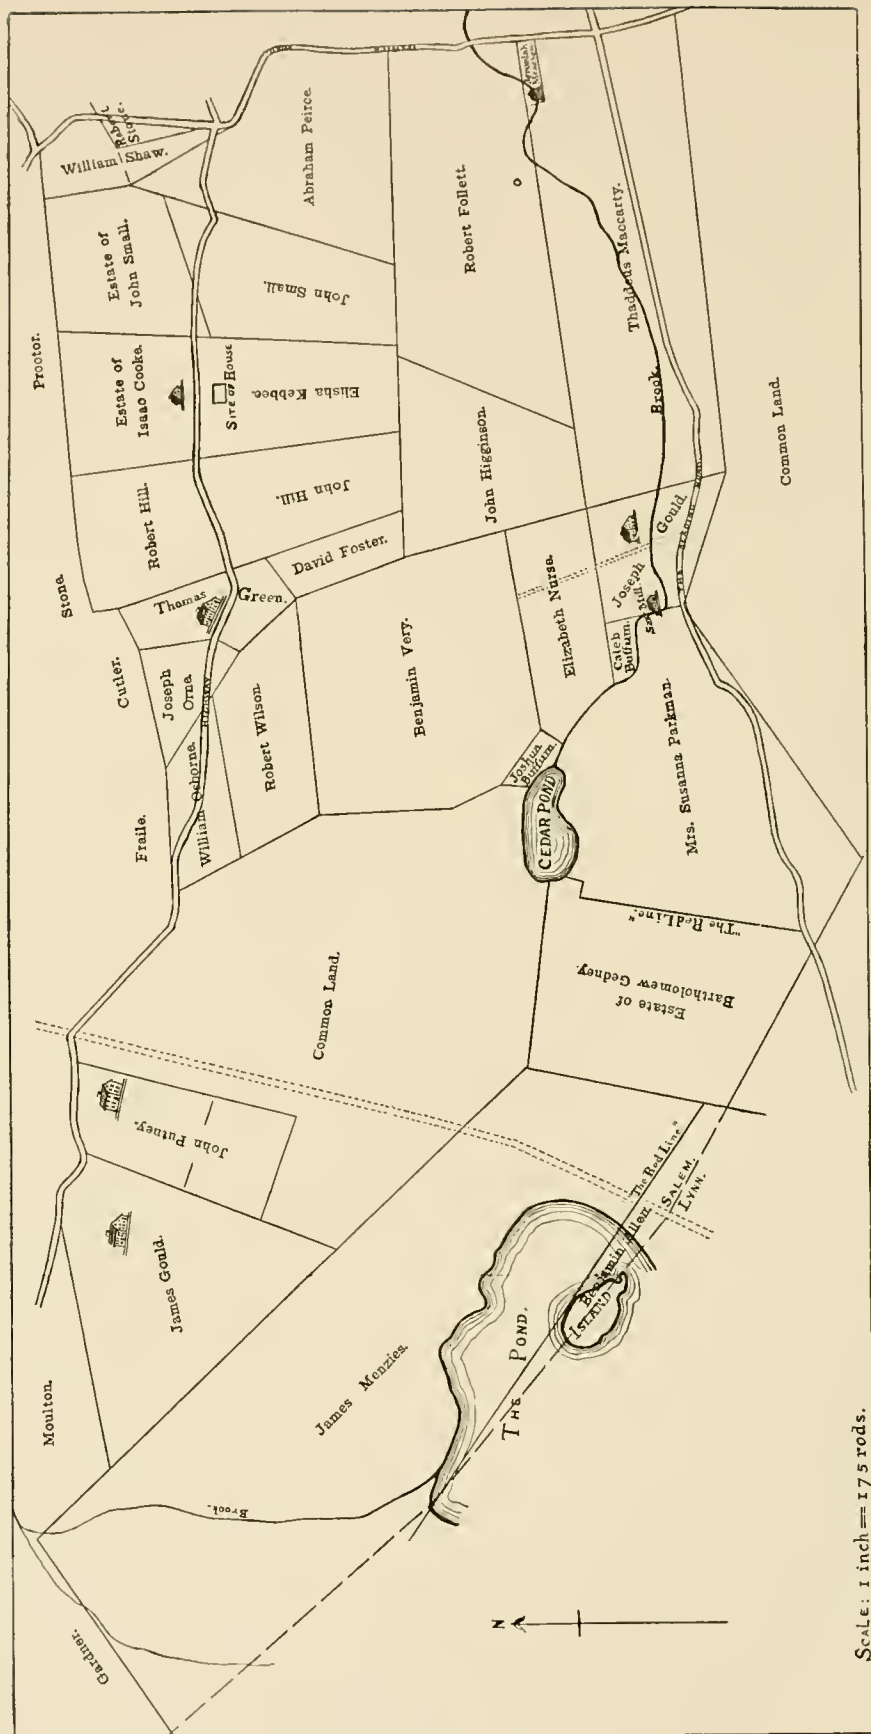 Proctor.
Stone.
Cutler.
Fraile.
Moulton.
Gardner.
Robert
Stone.
William Shaw.
Estate of
John Small.
Estate of
Isaac Cooke.
Robert Hill.
Thomas
Green.
Joseph
Orne.
HIGHWAY
William Osborne.
Robert Wilson.
Abraham Peirce.
John Small.
SITE OF HOUSE
Elisha Kebbee.
John Hill.
David Foster.
Robert Follett.
John Higginson.
Benjamin Very.
Thaddeus Maccarty.
Brook.
Common Land.
Elizabeth Nurse.
Joseph
Gould.
Caleb
Buffum.
Joshua
Buffum.
CEDAR POND
Mrs. Susanna Parkman.
"The Red Line."
Estate of
Bartholomew Gedney.
Common Land.
John Putney.
James Gould.
James Menzies.
Brook.
THE POND.
ISLAND
Benjamin Allen.
"The Red Line."
SALEM.
LYNN.
N
SCALE: 1 inch = 175 rods.